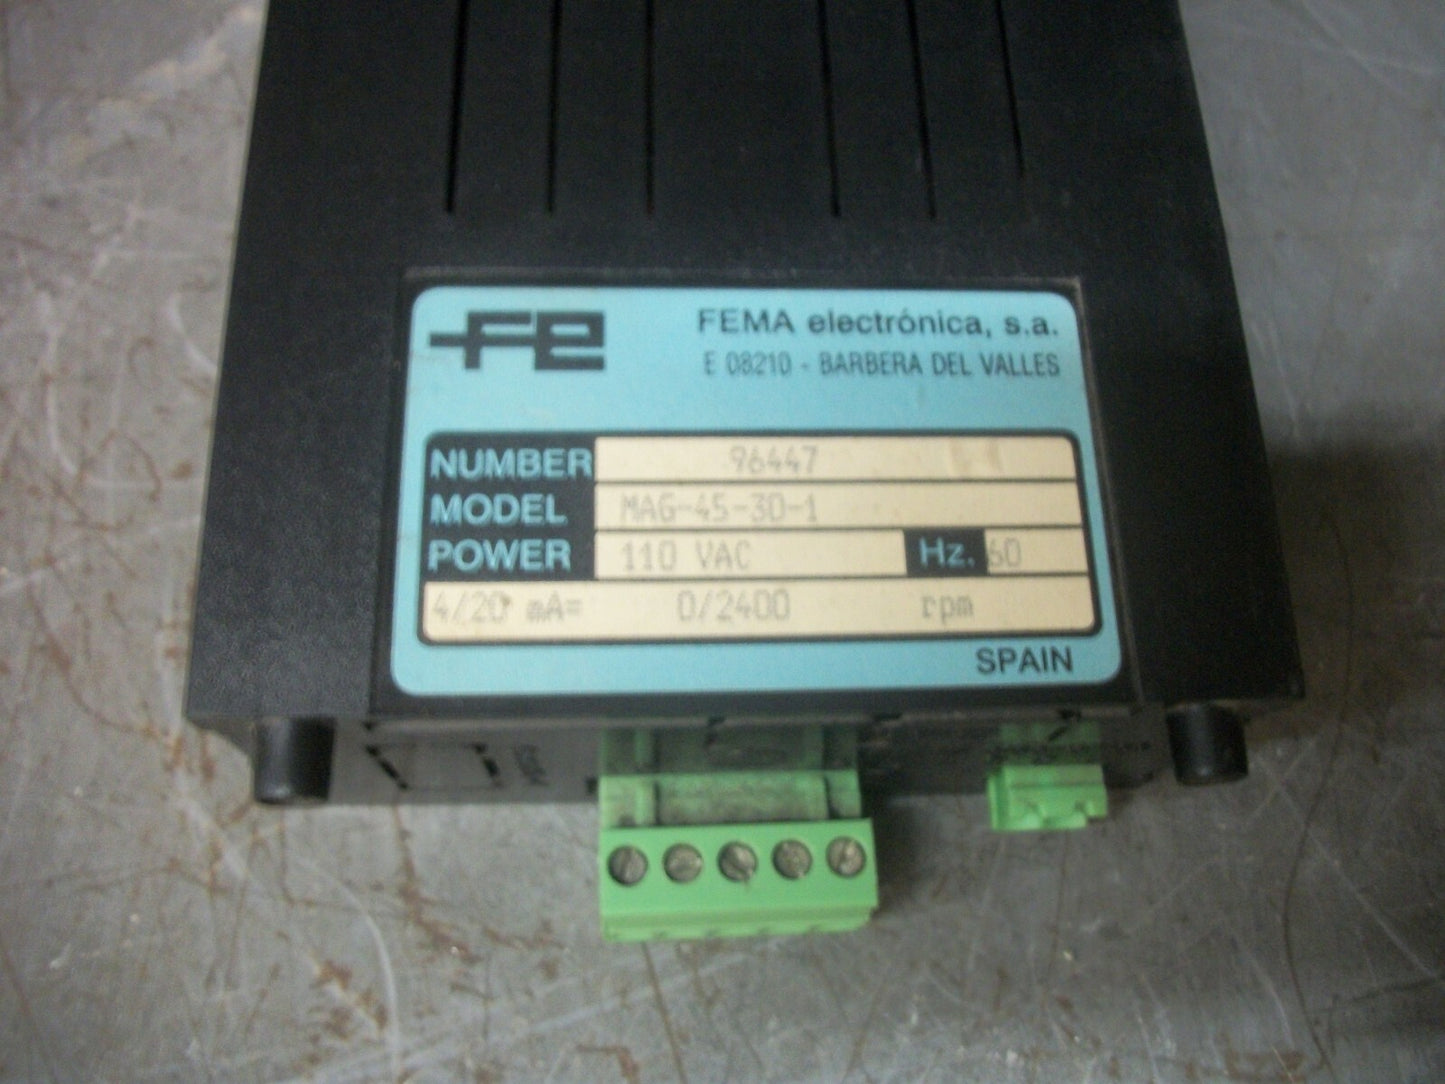 FE FEMA electrónica, s.a.
E 08210 - BARBERA DEL VALLES
NUMBER 96447
MODEL MAG-45-3D-1
POWER 110 VAC Hz. 60
4/20 mA= 0/2400 rpm
SPAIN